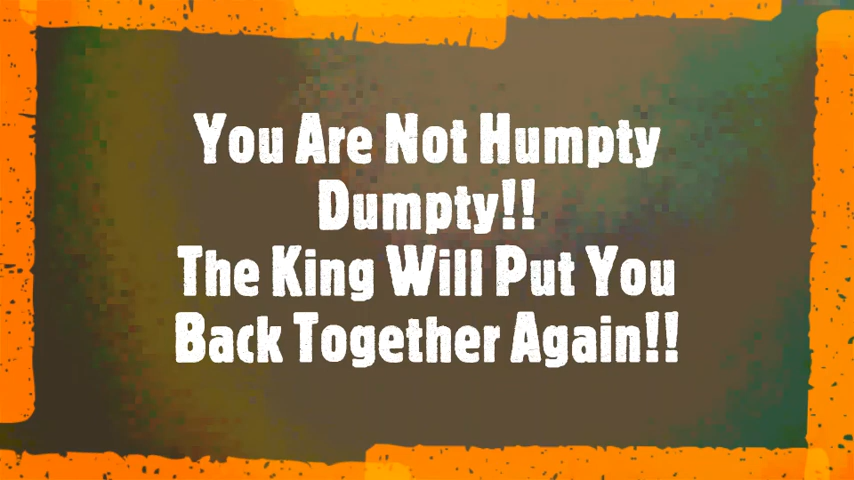 You Are Not Humpty
Dumpty!!
The King Will Put You
Back Together Again!!